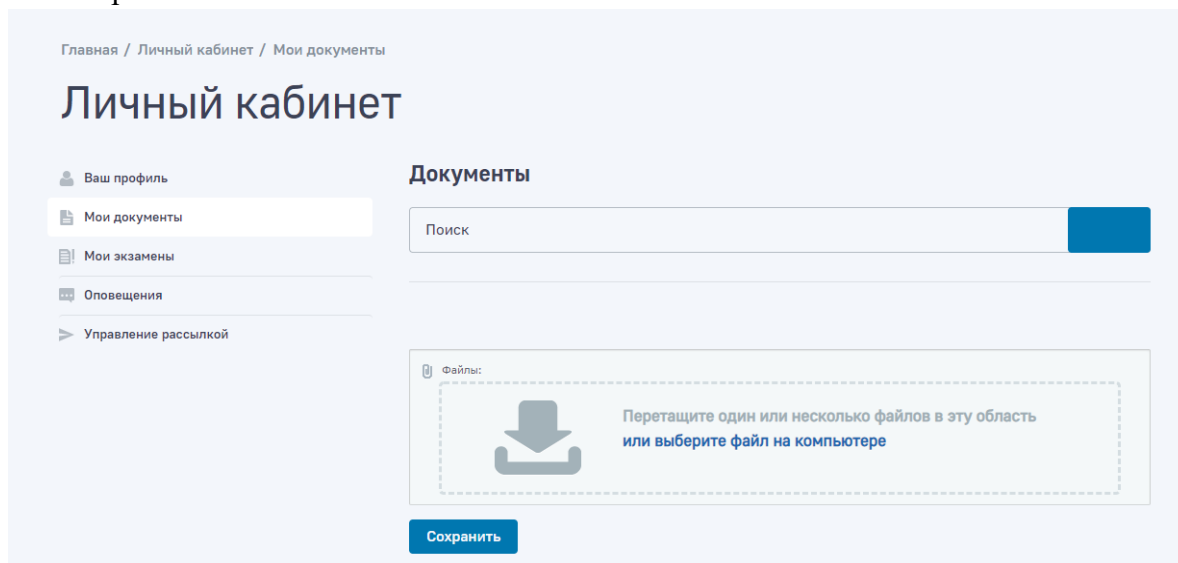 Главная / Личный кабинет / Мои документы
Личный кабинет
Ваш профиль
Мои документы
Мои экзамены
Оповещения
Управление рассылкой
Документы
Поиск
Файлы:
Перетащите один или несколько файлов в эту область
или выберите файл на компьютере
Сохранить